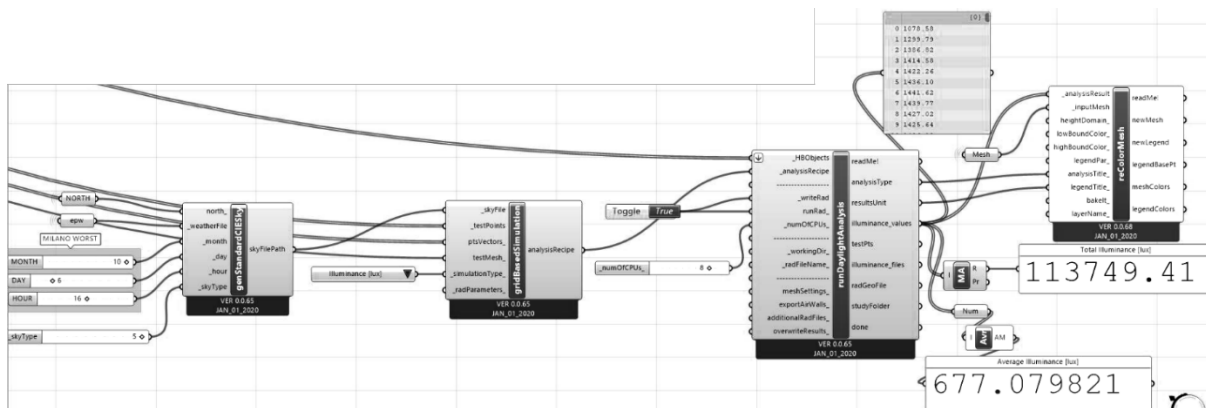 {0}
0 1078.53
1 1299.79
2 1386.82
3 1414.58
4 1422.26
5 1436.10
6 1441.62
7 1439.77
8 1427.02
9 1425.64
NORTH
epw
MILANO WORST
MONTH 10
DAY 6
HOUR 16
_skyType 5
north_
_weatherFile
_month
_day
_hour
_skyType
genStandardCIESky
skyFilePath
VER 0.0.65
JAN_01_2020
Illuminance [lux]
_skyFile
_testPoints
ptsVectors_
testMesh_
_simulationType_
_radParameters_
gridBasedSimulation
analysisRecipe
VER 0.0.65
JAN_01_2020
Toggle True
_numOfCPUs_ 8
_HBObjects
_analysisRecipe
_writeRad
runRad_
_numOfCPUs_
_workingDir_
_radFileName_
meshSettings_
exportAirWalls_
additionalRadFiles_
overwriteResults_
runDaylightAnalysis
readMe!
analysisType
resultsUnit
illuminance_values
testPts
illuminance_files
radGeoFile
studyFolder
done
VER 0.0.65
JAN_01_2020
Mesh
_analysisResult
_inputMesh
heightDomain_
lowBoundColor_
highBoundColor_
legendPar_
analysisTitle_
legendTitle_
bakeIt_
layerName_
reColorMesh
readMe!
newMesh
newLegend
legendBasePt
meshColors
legendColors
VER 0.0.68
JAN_01_2020
I MA R
Pr
Total Illuminance [lux]
113749.41
Num
I AM
Average Illuminance [lux]
677.079821